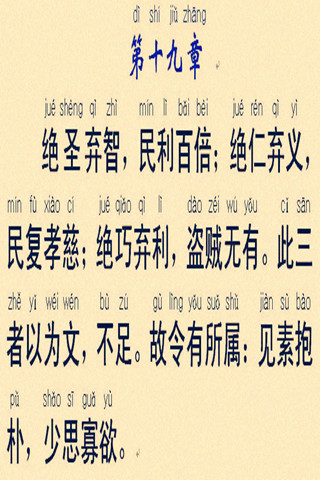 dì shí jiǔ zhāng
第十九章
jué shèng qì zhì mín lì bǎi bèi jué rén qì yì
绝圣弃智，民利百倍；绝仁弃义，
mín fù xiào cí jué qiǎo qì lì dào zéi wú yǒu cǐ sān
民复孝慈；绝巧弃利，盗贼无有。此三
zhě yǐ wéi wén bù zú gù lìng yǒu suǒ shǔ jiàn sù bào
者以为文，不足。故令有所属：见素抱
pǔ shǎo sī guǎ yù
朴，少思寡欲。